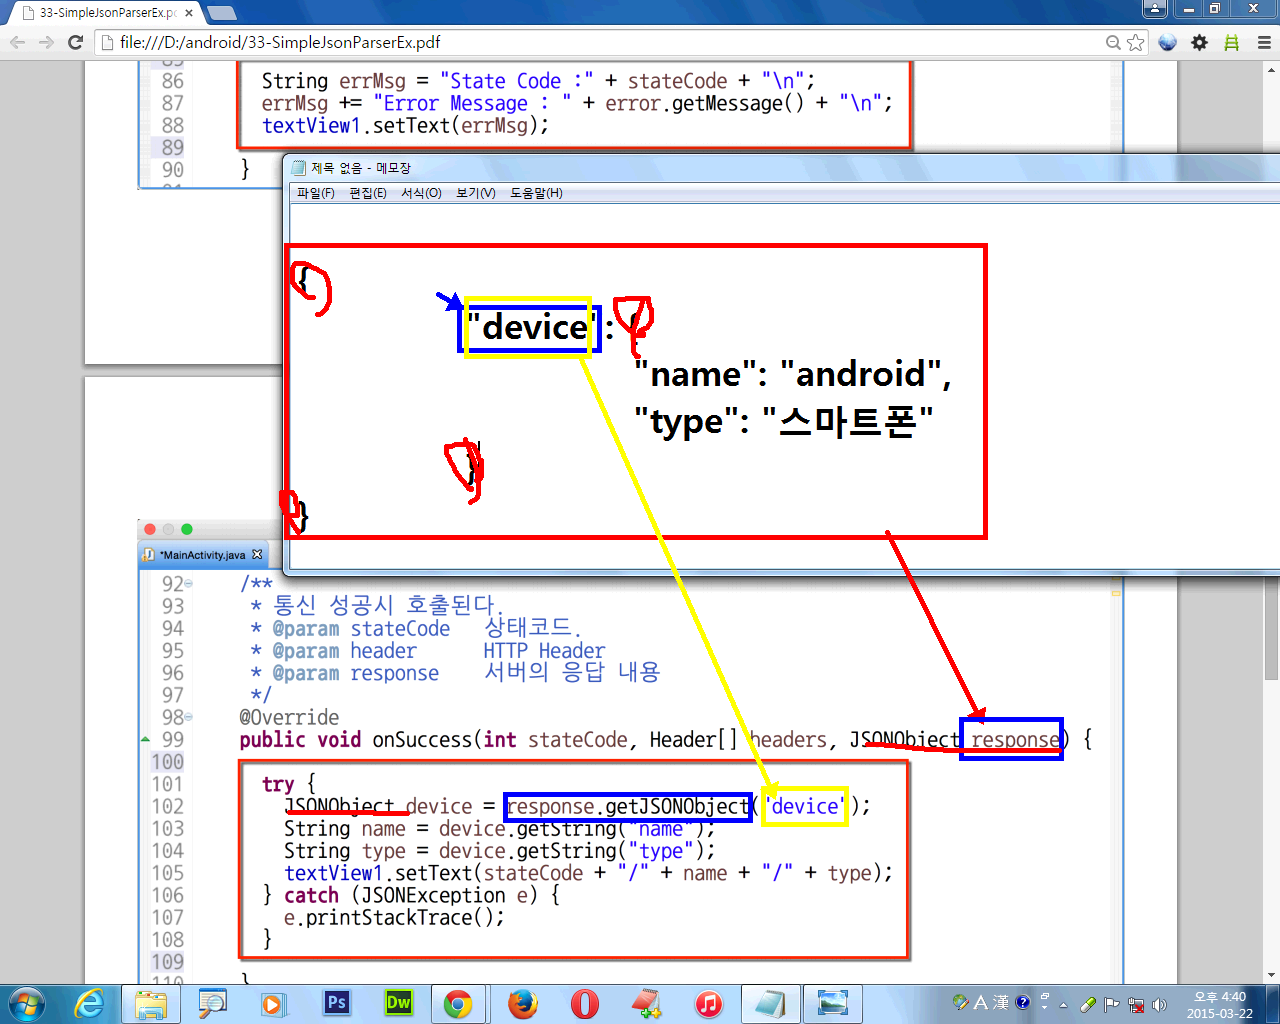 33-SimpleJsonParserEx.pd
file:///D:/android/33-SimpleJsonParserEx.pdf
86 String errMsg = "State Code :" + stateCode + "\n";
87 errMsg += "Error Message : " + error.getMessage() + "\n";
88 textView1.setText(errMsg);
89
90 }
제목 없음 - 메모장
파일(F) 편집(E) 서식(O) 보기(V) 도움말(H)
{
"device": {
"name": "android",
"type": "스마트폰"
}
}
*MainActivity.java
92 /**
93 * 통신 성공시 호출된다.
94 * @param stateCode 상태코드.
95 * @param header HTTP Header
96 * @param response 서버의 응답 내용
97 */
98 @Override
99 public void onSuccess(int stateCode, Header[] headers, JSONObject response) {
100
101 try {
102 JSONObject device = response.getJSONObject("device");
103 String name = device.getString("name");
104 String type = device.getString("type");
105 textView1.setText(stateCode + "/" + name + "/" + type);
106 } catch (JSONException e) {
107 e.printStackTrace();
108 }
109
110 }
Ps Dw
A 漢
오후 4:40
2015-03-22